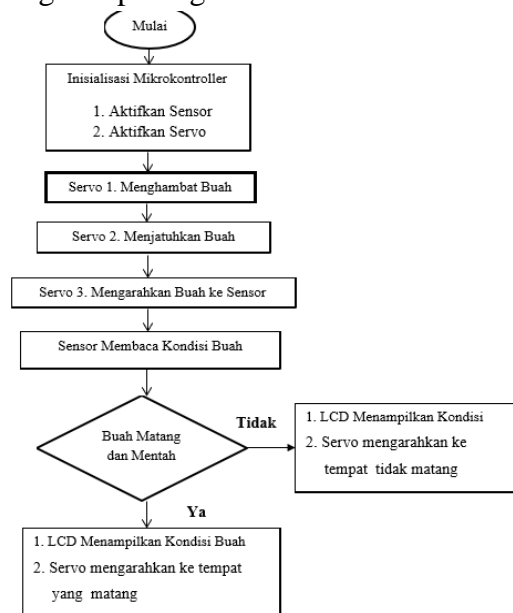 Mulai
Inisialisasi Mikrokontroller
1. Aktifkan Sensor
2. Aktifkan Servo
Servo 1. Menghambat Buah
Servo 2. Menjatuhkan Buah
Servo 3. Mengarahkan Buah ke Sensor
Sensor Membaca Kondisi Buah
Buah Matang
dan Mentah
Tidak
1. LCD Menampilkan Kondisi
2. Servo mengarahkan ke
tempat tidak matang
Ya
1. LCD Menampilkan Kondisi Buah
2. Servo mengarahkan ke tempat
yang matang